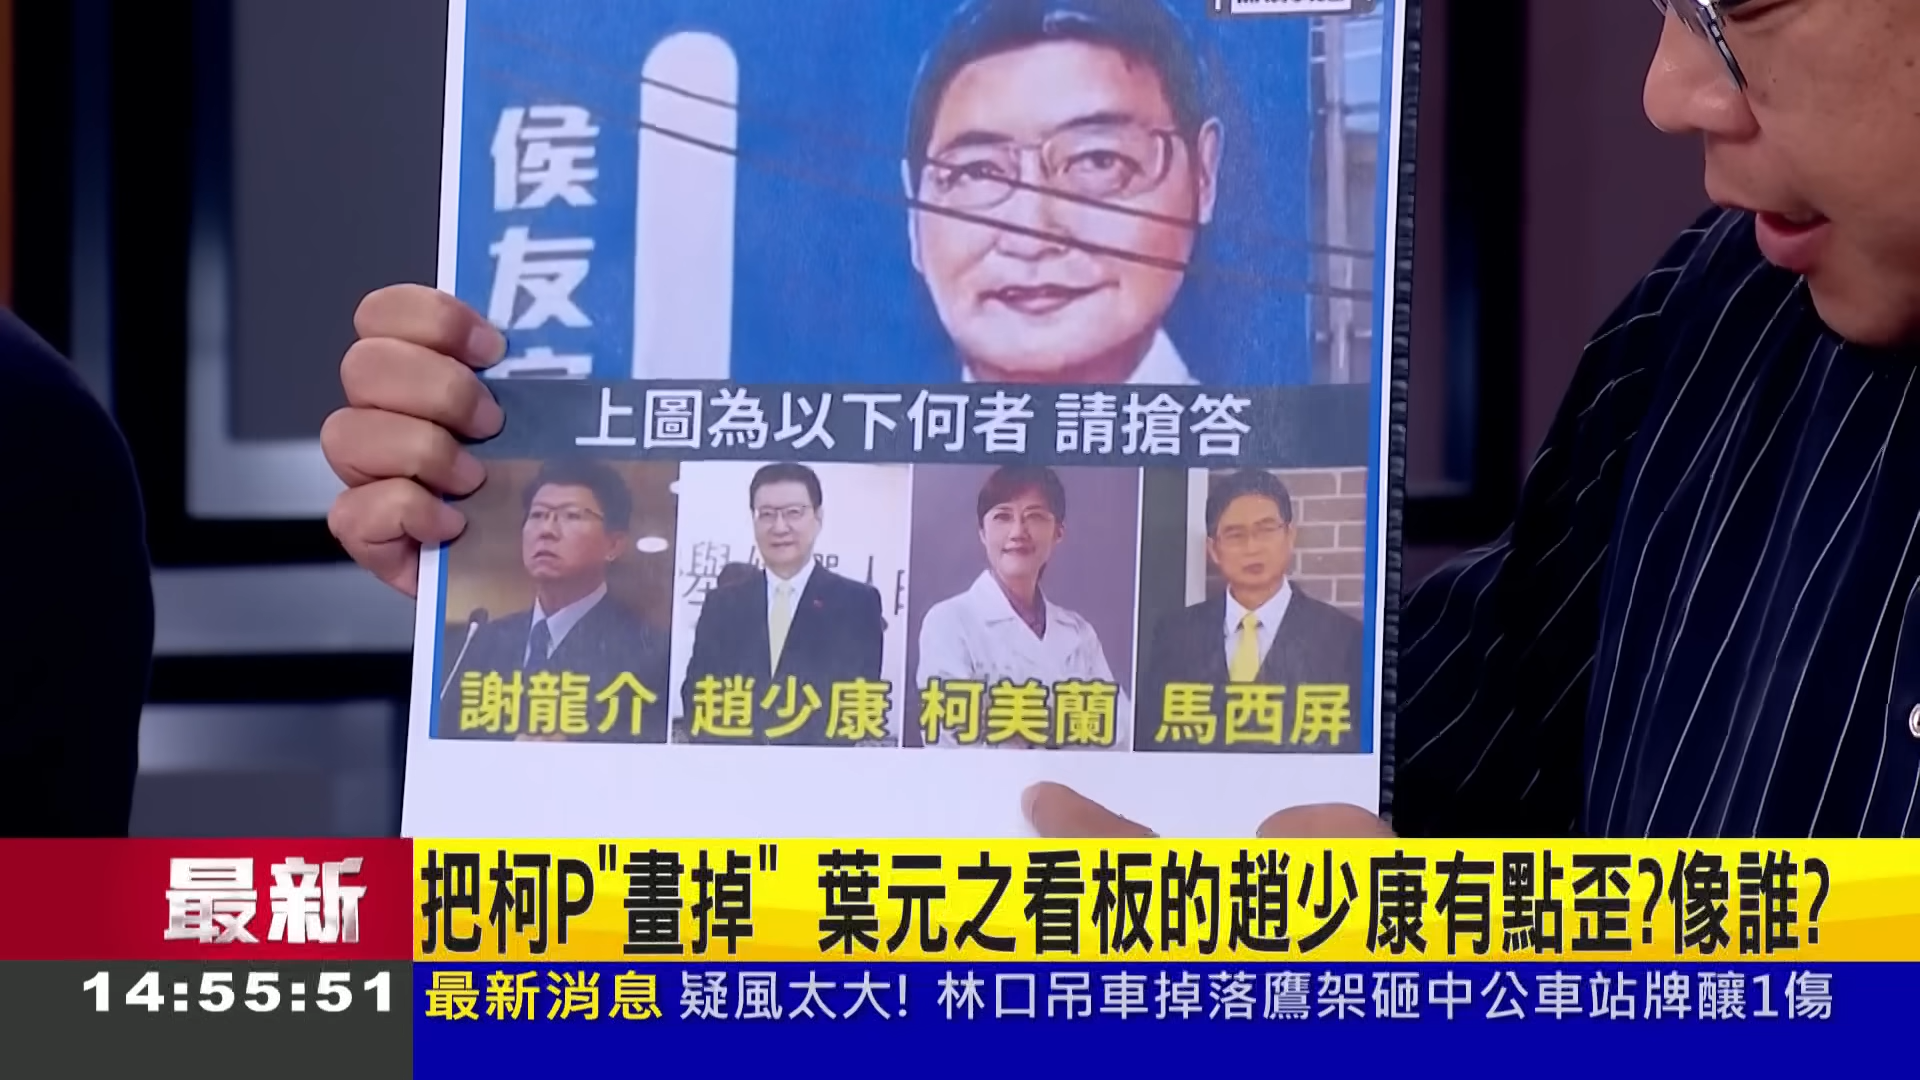 侯友宜
上圖為以下何者 請搶答
謝龍介 趙少康 柯美蘭 馬西屏
最新 把柯P"畫掉" 葉元之看板的趙少康有點歪?像誰?
14:55:51 最新消息 疑風太大! 林口吊車掉落鷹架砸中公車站牌釀1傷